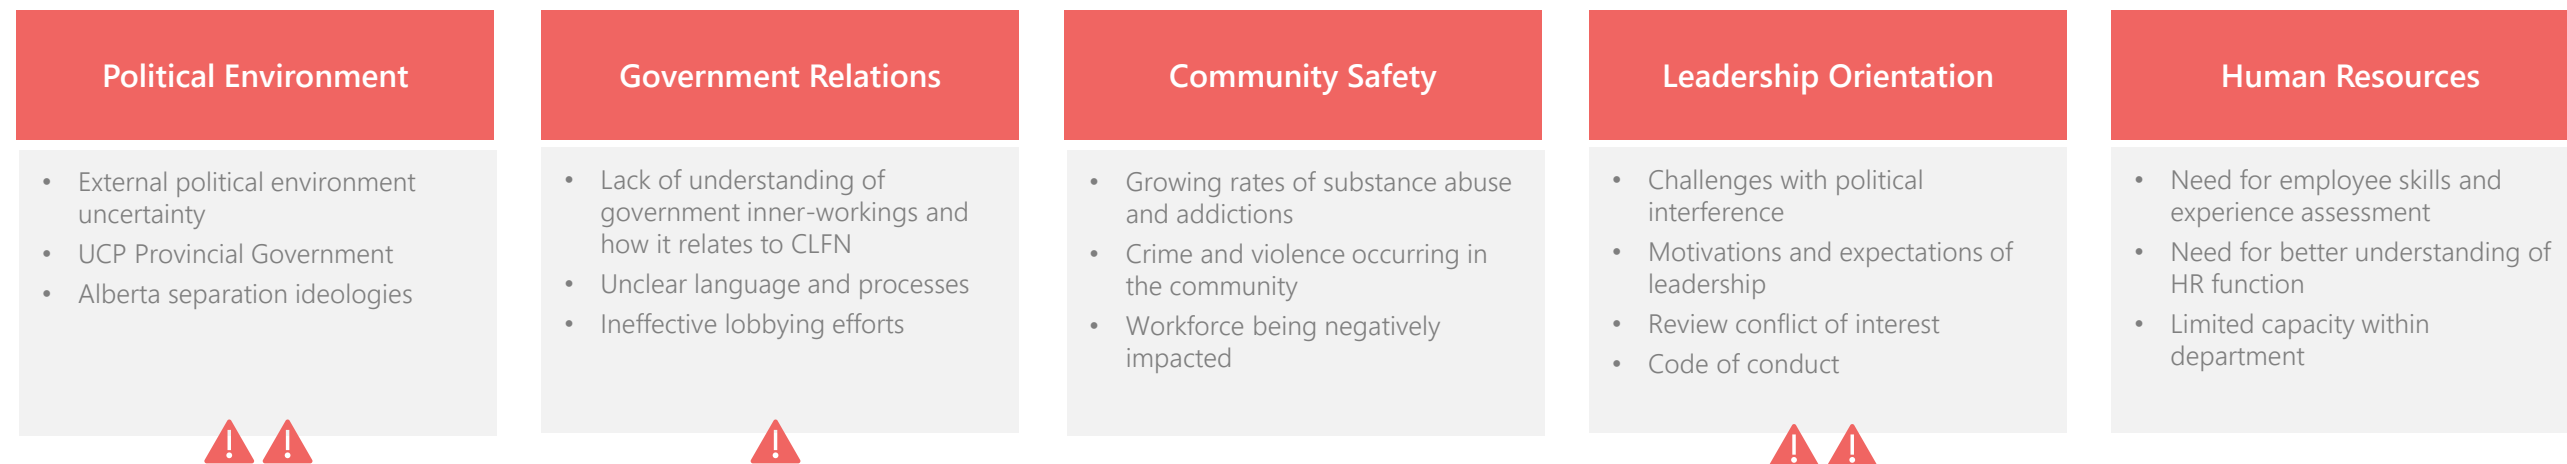 Political Environment
• External political environment
uncertainty
• UCP Provincial Government
• Alberta separation ideologies
Government Relations
• Lack of understanding of
government inner-workings and
how it relates to CLFN
• Unclear language and processes
• Ineffective lobbying efforts
Community Safety
• Growing rates of substance abuse
and addictions
• Crime and violence occurring in
the community
• Workforce being negatively
impacted
Leadership Orientation
• Challenges with political
interference
• Motivations and expectations of
leadership
• Review conflict of interest
• Code of conduct
Human Resources
• Need for employee skills and
experience assessment
• Need for better understanding of
HR function
• Limited capacity within
department